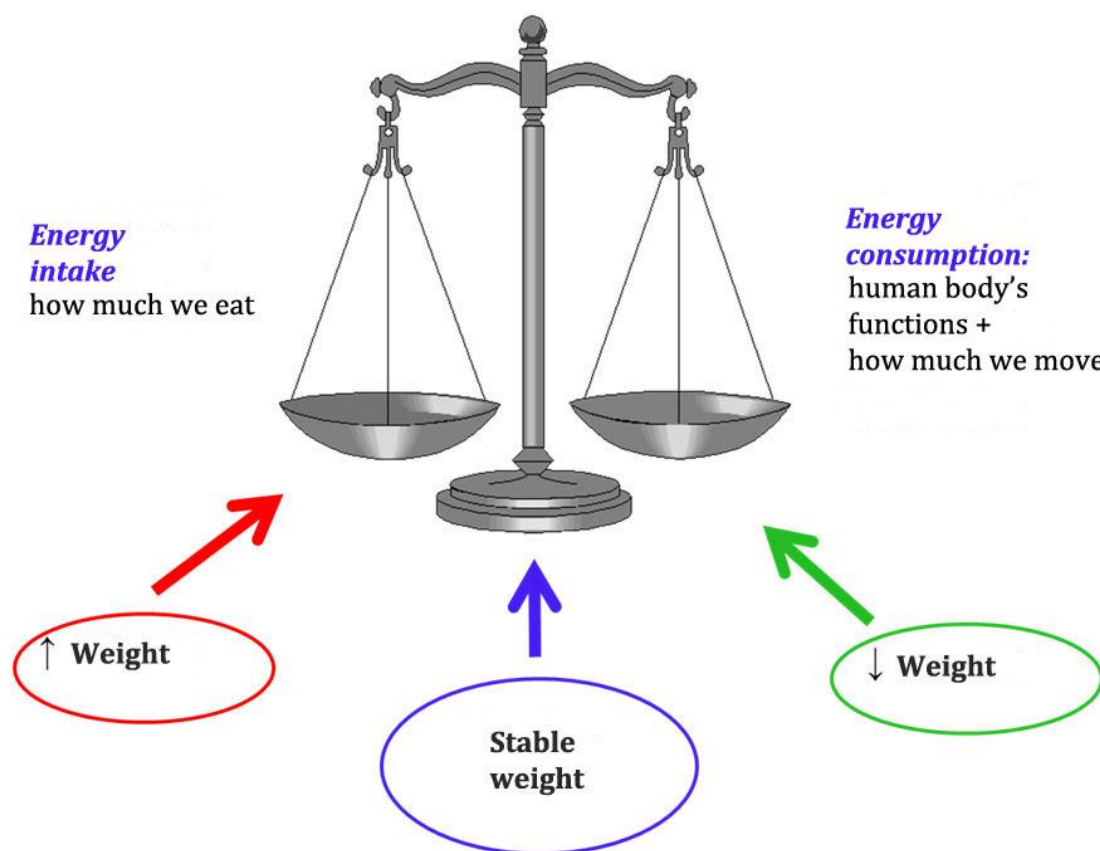 Energy
intake
how much we eat
Energy
consumption:
human body’s
functions +
how much we move
↑ Weight
↓ Weight
Stable
weight